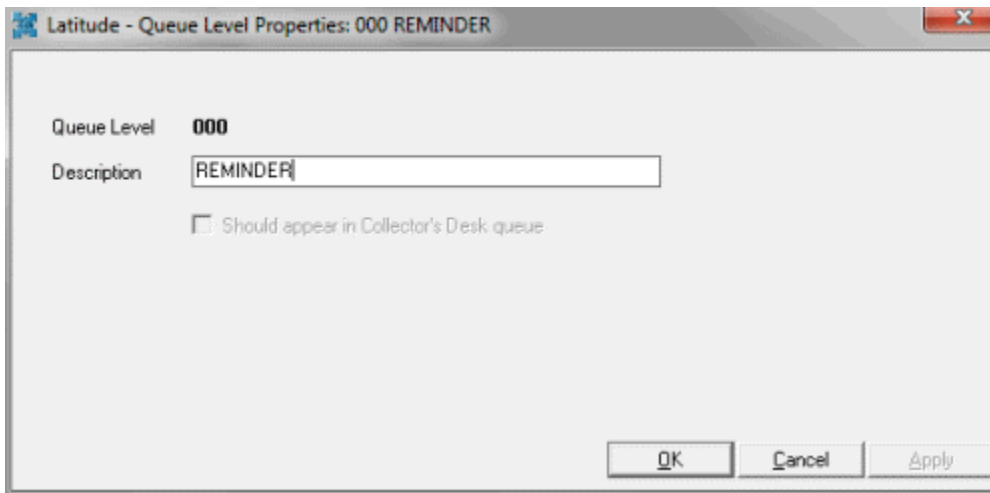 Latitude - Queue Level Properties: 000 REMINDER
Queue Level 000
Description REMINDER
Should appear in Collector's Desk queue
OK Cancel Apply